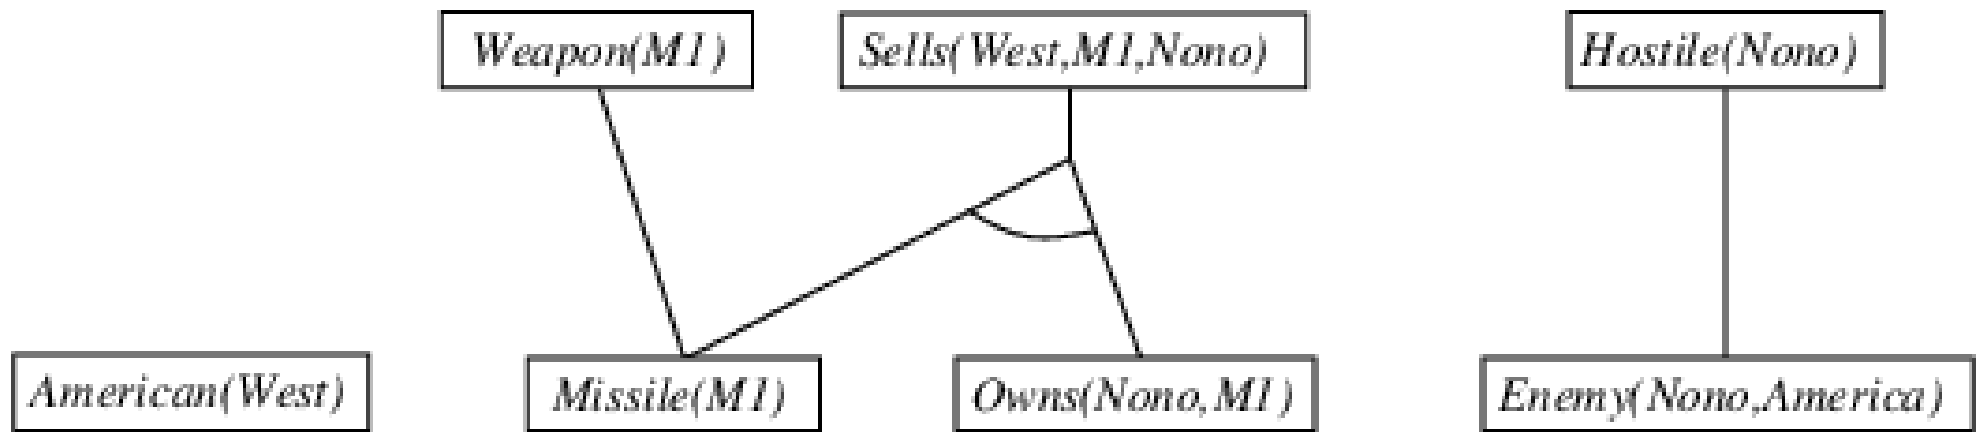 Weapon(M1)
Sells(West,M1,Nono)
Hostile(Nono)
American(West)
Missile(M1)
Owns(Nono,M1)
Enemy(Nono,America)